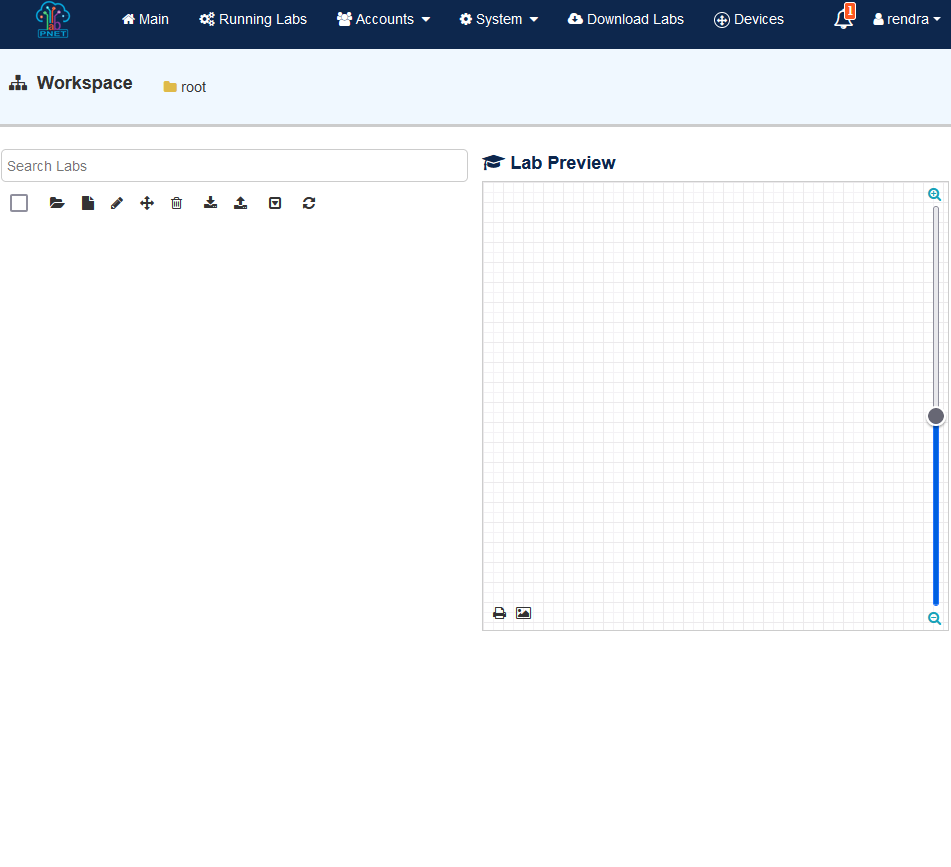 Lab
PNET
Main
Running Labs
Accounts
System
Download Labs
Devices
1
rendra
Workspace
root
Search Labs
Lab Preview